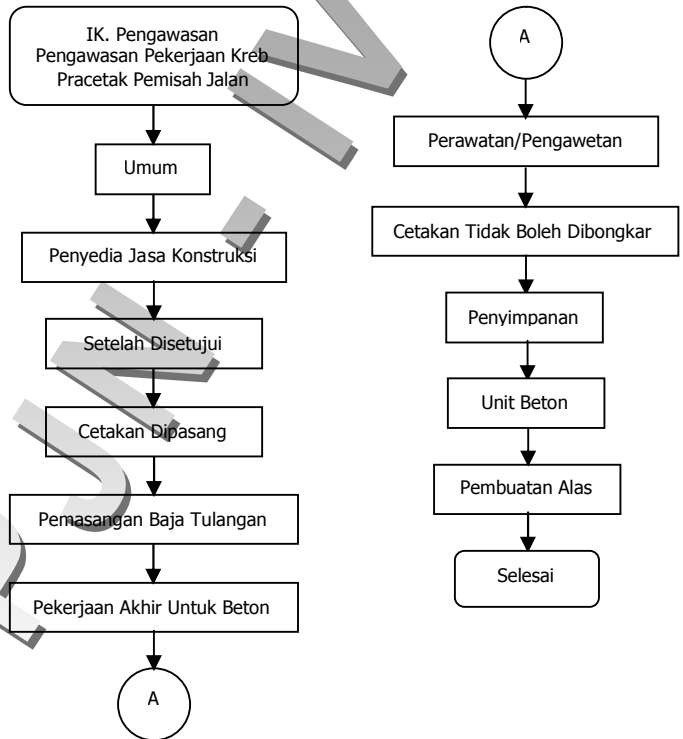 IK. Pengawasan
Pengawasan Pekerjaan Kreb
Pracetak Pemisah Jalan
Umum
Penyedia Jasa Konstruksi
Setelah Disetujui
Cetakan Dipasang
Pemasangan Baja Tulangan
Pekerjaan Akhir Untuk Beton
A
A
Perawatan/Pengawetan
Cetakan Tidak Boleh Dibongkar
Penyimpanan
Unit Beton
Pembuatan Alas
Selesai